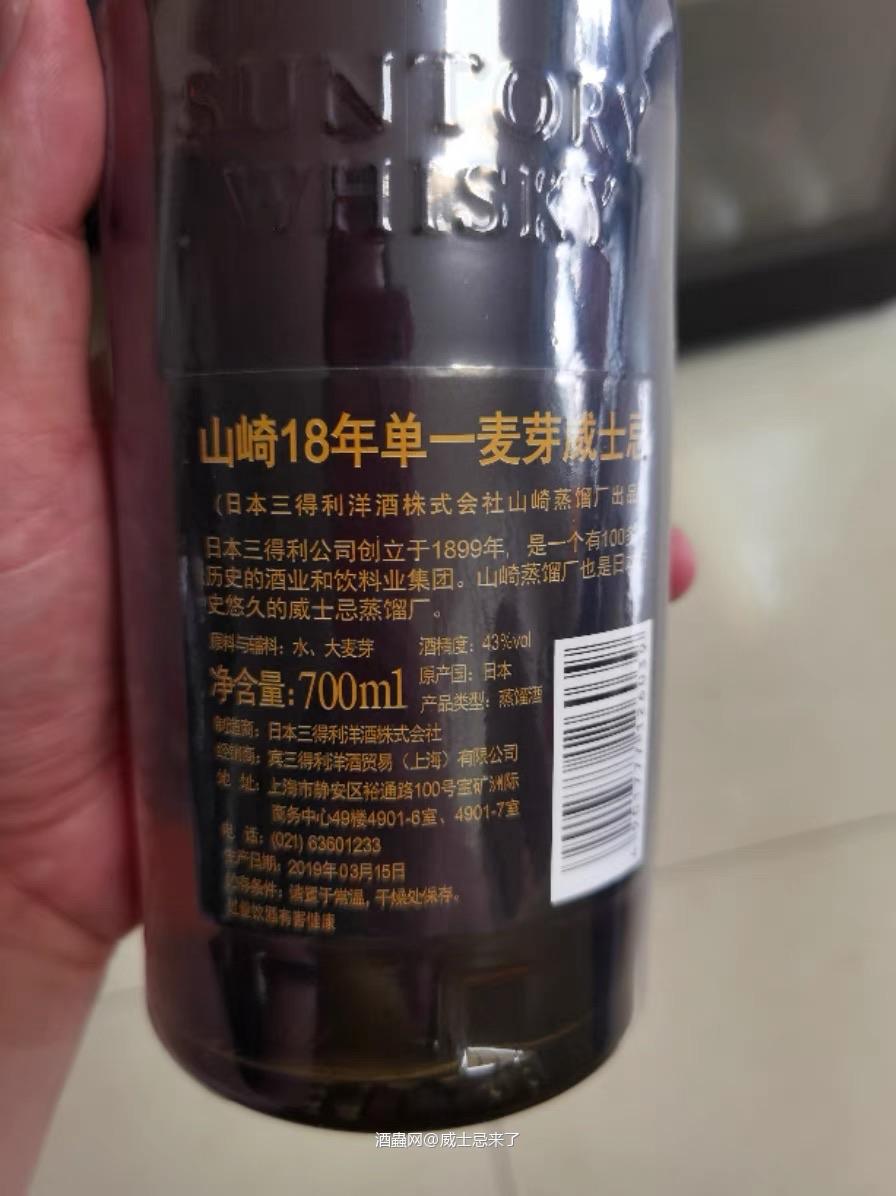 SUNTORY
WHISKY
山崎18年单一麦芽威士忌
(日本三得利洋酒株式会社山崎蒸馏厂出品
日本三得利公司创立于1899年，是一个有100多
历史的酒业和饮料业集团。山崎蒸馏厂也是日本
史悠久的威士忌蒸馏厂。
原料与辅料：水、大麦芽
酒精度：43%vol
原产国：日本
净含量：700ml
产品类型：蒸馏酒
制造商：日本三得利洋酒株式会社
经销商：宾三得利洋酒贸易（上海）有限公司
地 址：上海市静安区裕通路100号宝矿洲际
商务中心49楼4901-6室、4901-7室
电 话：(021) 63601233
生产日期：2019年03月15日
贮存条件：储置于常温，干燥处保存。
过量饮酒有害健康
酒蟲网@威士忌来了